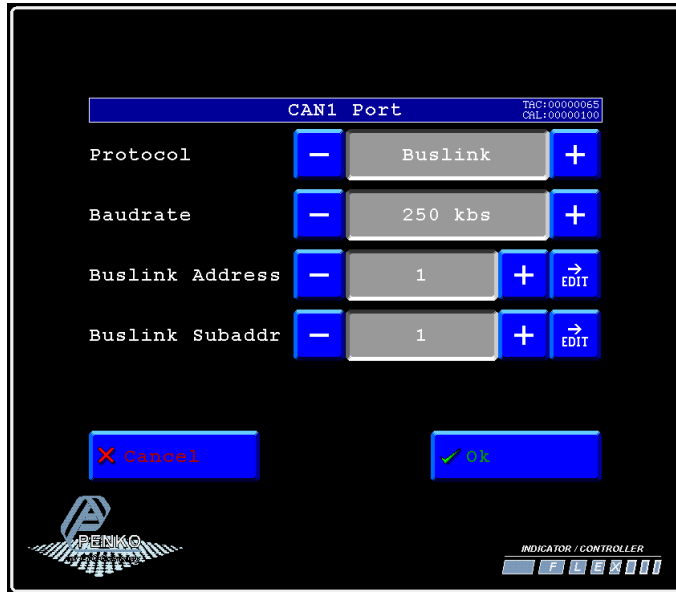 CAN1 Port
TAC:00000065
CAL:00000100
Protocol − Buslink +
Baudrate − 250 kbs +
Buslink Address − 1 + EDIT
Buslink Subaddr − 1 + EDIT
Cancel
Ok
PENKO
INDICATOR / CONTROLLER
FLEX